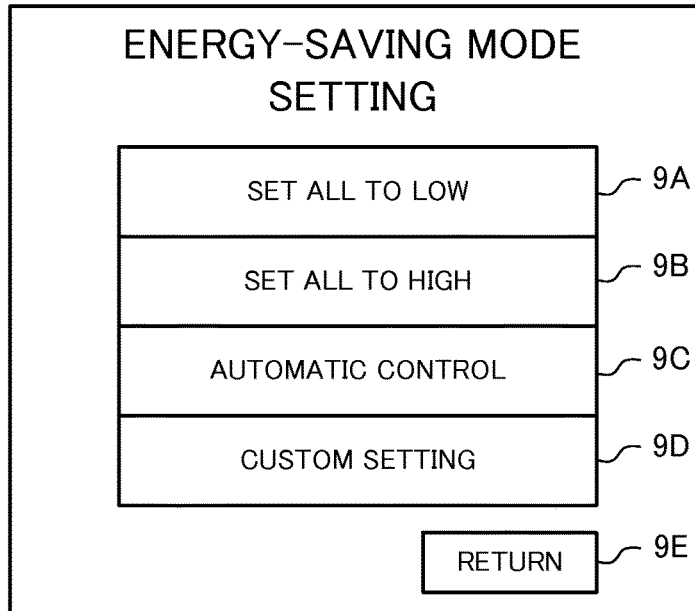 ENERGY-SAVING MODE
SETTING
SET ALL TO LOW 9A
SET ALL TO HIGH 9B
AUTOMATIC CONTROL 9C
CUSTOM SETTING 9D
RETURN 9E